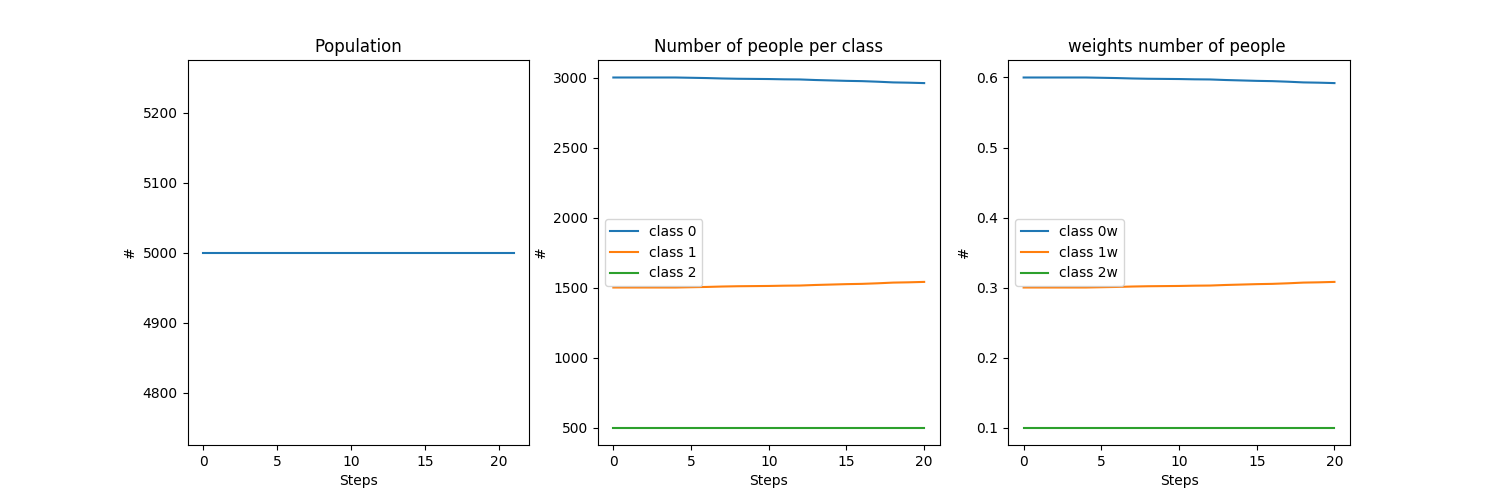 Population
5200
5100
5000
4900
4800
#
0 5 10 15 20
Steps
Number of people per class
3000
2500
2000
1500
1000
500
#
class 0
class 1
class 2
0 5 10 15 20
Steps
weights number of people
0.6
0.5
0.4
0.3
0.2
0.1
#
class 0w
class 1w
class 2w
0 5 10 15 20
Steps